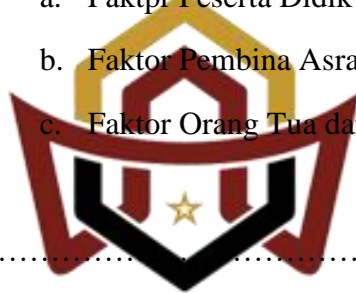 a. Faktpr Peserta Didik
b. Faktor Pembina Asra
c. Faktor Orang Tua da